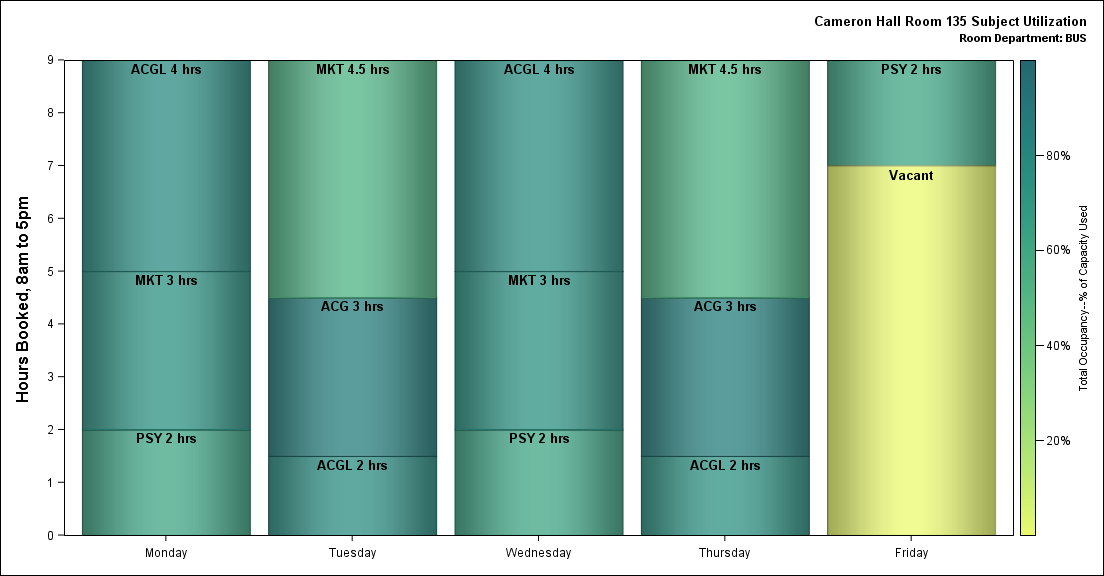 Cameron Hall Room 135 Subject Utilization
Room Department: BUS
Hours Booked, 8am to 5pm
9
8
7
6
5
4
3
2
1
0
ACGL 4 hrs
MKT 3 hrs
PSY 2 hrs
MKT 4.5 hrs
ACG 3 hrs
ACGL 2 hrs
ACGL 4 hrs
MKT 3 hrs
PSY 2 hrs
MKT 4.5 hrs
ACG 3 hrs
ACGL 2 hrs
PSY 2 hrs
Vacant
Monday
Tuesday
Wednesday
Thursday
Friday
80%
60%
40%
20%
Total Occupancy--% of Capacity Used